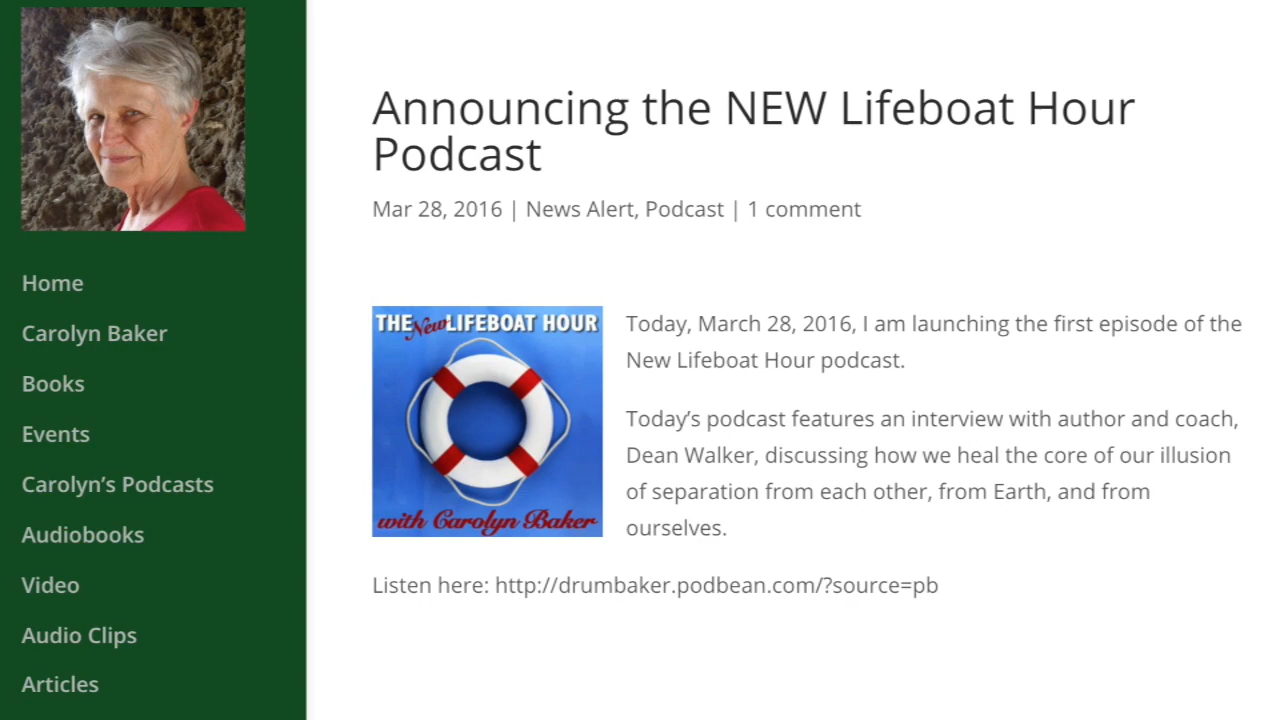 Home
Carolyn Baker
Books
Events
Carolyn’s Podcasts
Audiobooks
Video
Audio Clips
Articles
Announcing the NEW Lifeboat Hour
Podcast
Mar 28, 2016 | News Alert, Podcast | 1 comment
THE New LIFEBOAT HOUR
with Carolyn Baker
Today, March 28, 2016, I am launching the first episode of the
New Lifeboat Hour podcast.
Today’s podcast features an interview with author and coach,
Dean Walker, discussing how we heal the core of our illusion
of separation from each other, from Earth, and from
ourselves.
Listen here: http://drumbaker.podbean.com/?source=pb